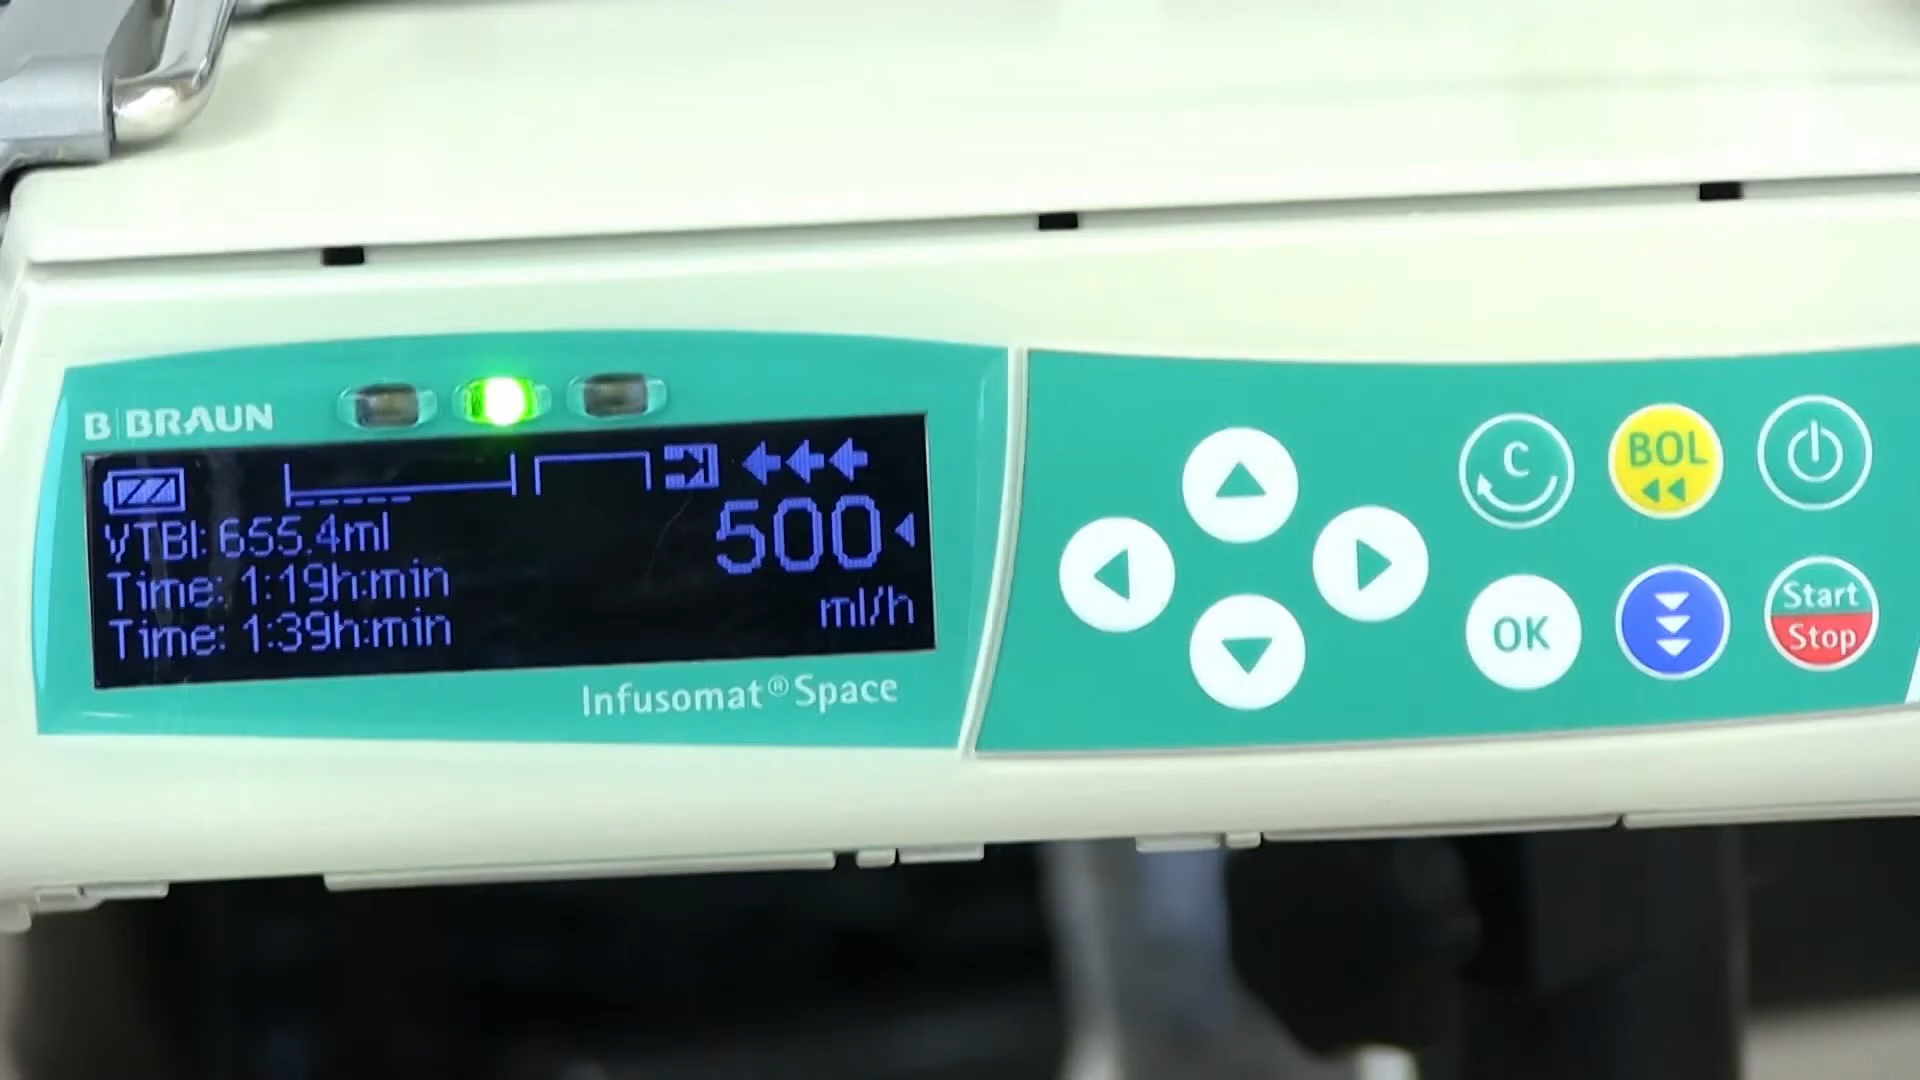 B|BRAUN
VTBI: 655.4ml
Time: 1:19h:min
Time: 1:39h:min
500
ml/h
Infusomat® Space
C
BOL
OK
Start
Stop